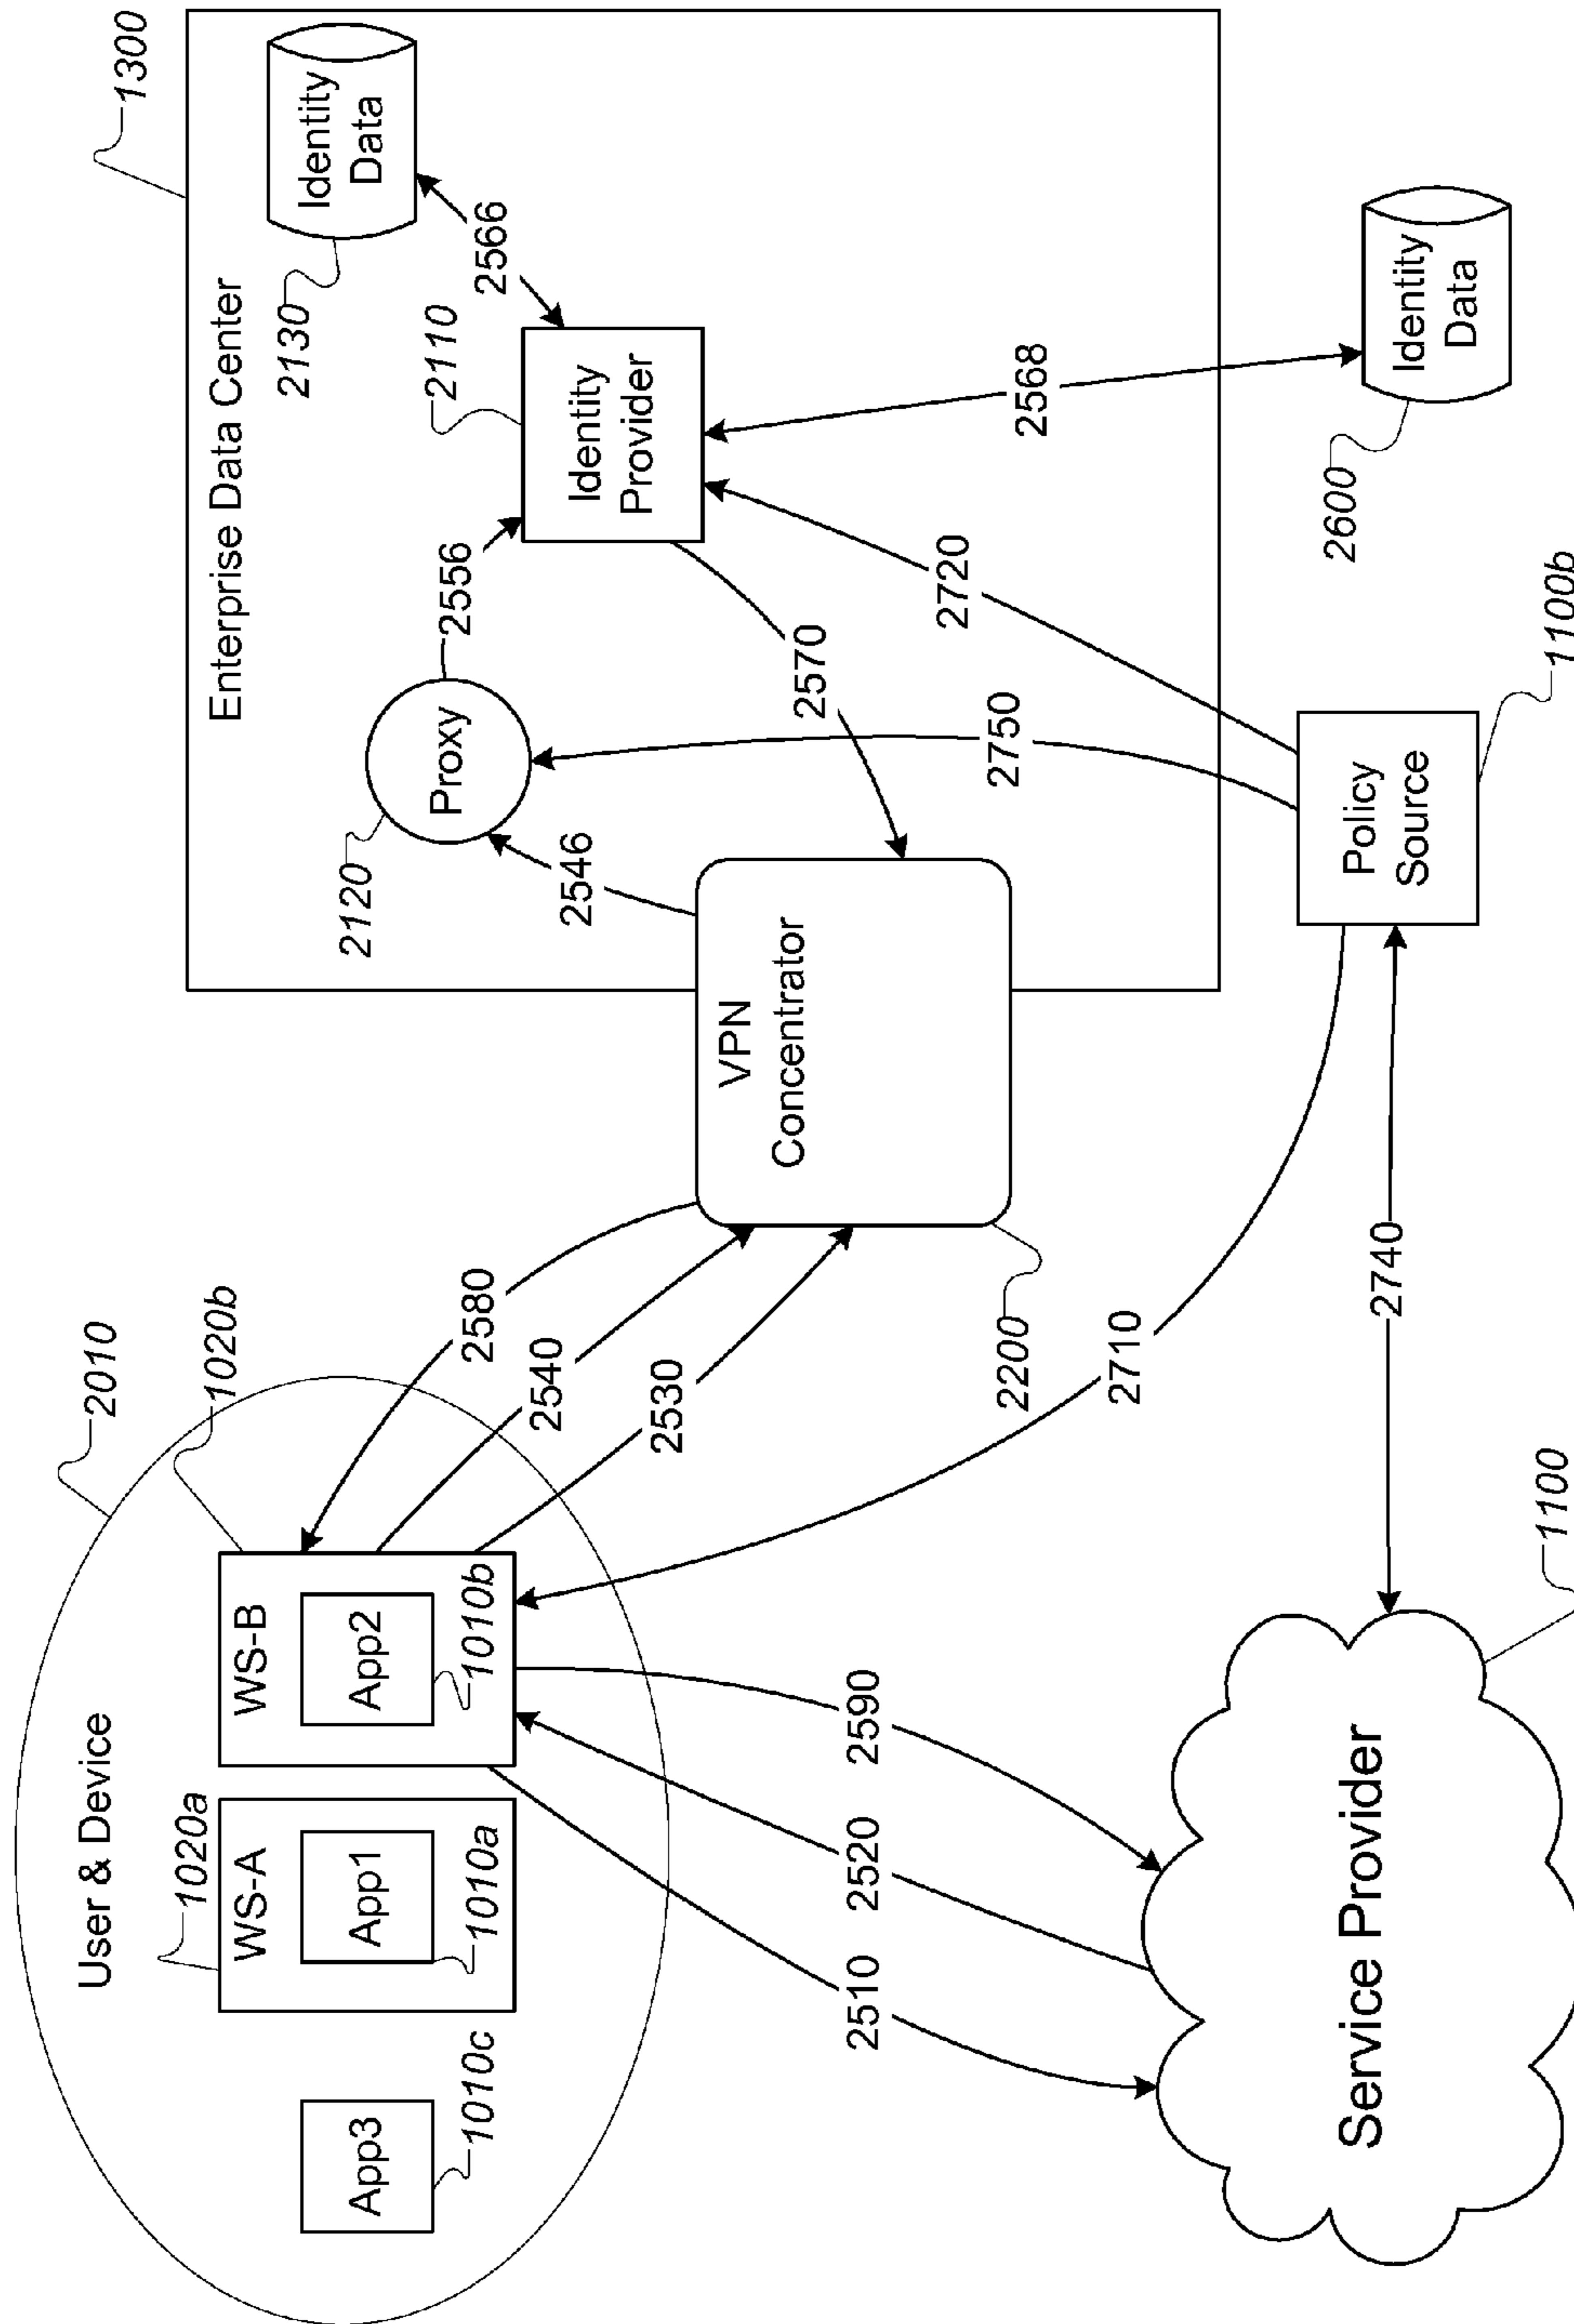 User & Device
2010
1020b
1020a
WS-A
App1
1010a
WS-B
App2
1010b
App3
1010c
Enterprise Data Center
1300
Identity
Data
2130
2566
Identity
Provider
2110
Proxy
2120
2556
2546
2570
VPN
Concentrator
2200
2580
2540
2530
2568
2720
2750
2710
2510
2520
2590
2740
Policy
Source
1100b
Identity
Data
2600
Service Provider
1100